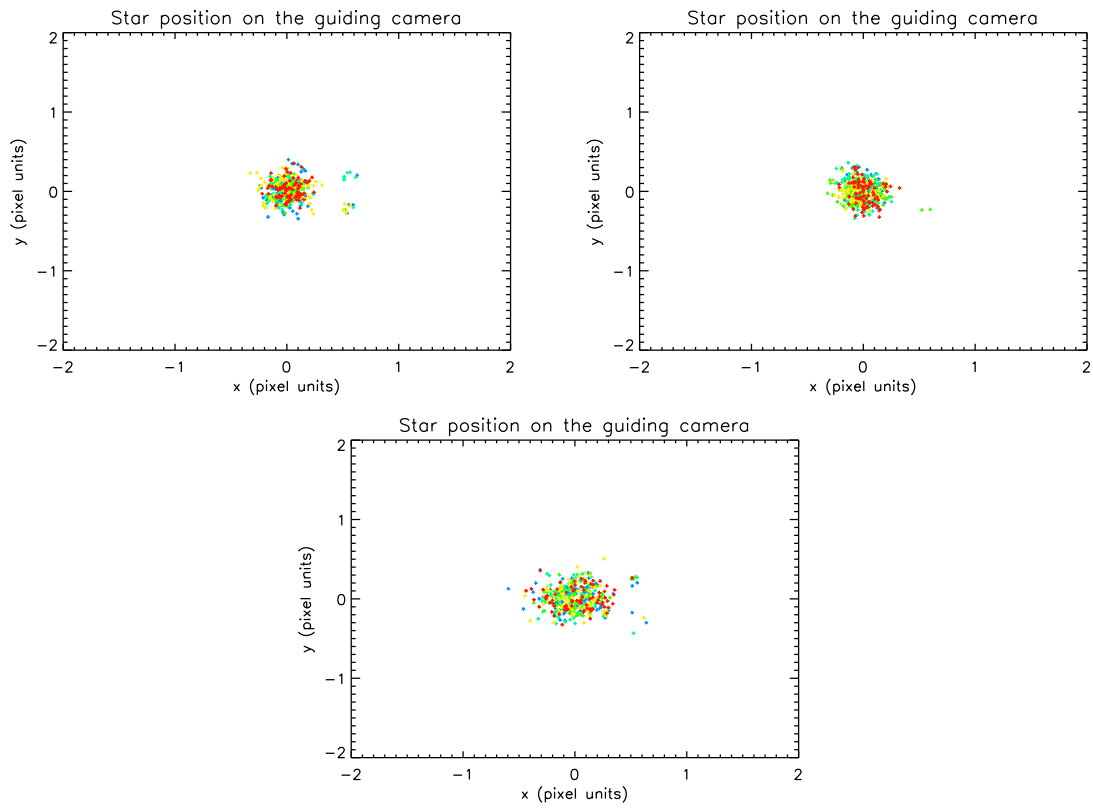 Star position on the guiding camera
2
1
0
−1
−2
y (pixel units)
−2 −1 0 1 2
x (pixel units)
Star position on the guiding camera
2
1
0
−1
−2
y (pixel units)
−2 −1 0 1 2
x (pixel units)
Star position on the guiding camera
2
1
0
−1
−2
y (pixel units)
−2 −1 0 1 2
x (pixel units)